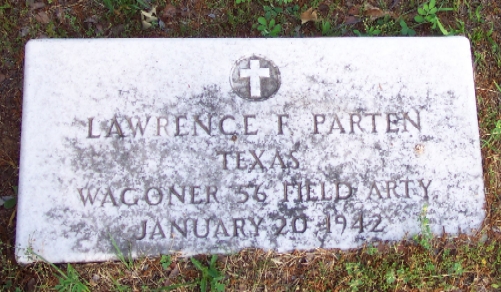 LAWRENCE F PARTEN
TEXAS
WAGONER 56 FIELD ARTY
JANUARY 20 1942